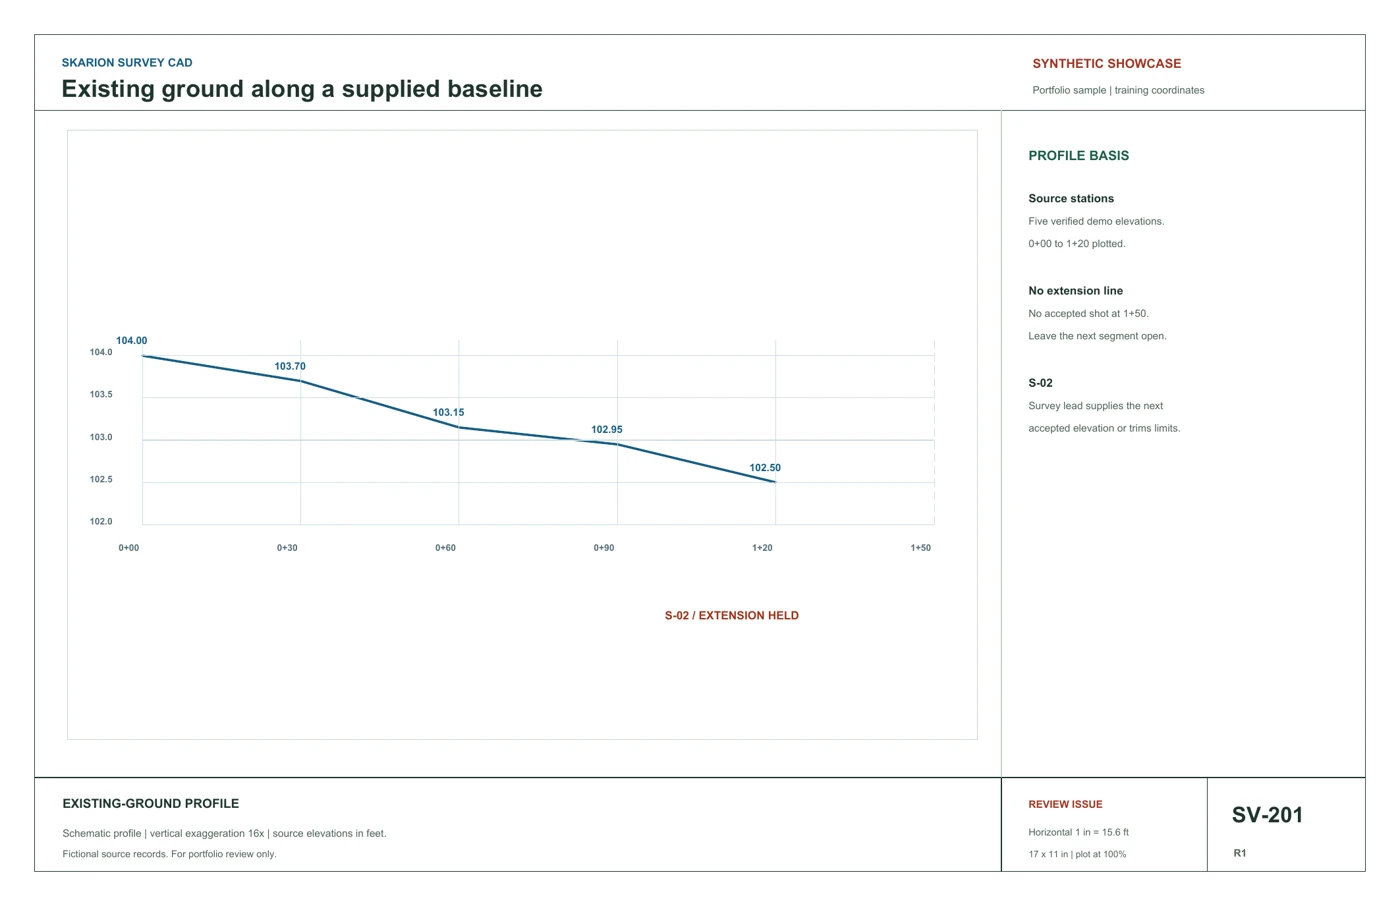 SKARION SURVEY CAD
Existing ground along a supplied baseline
SYNTHETIC SHOWCASE
Portfolio sample | training coordinates
104.00
104.0
103.70
103.5
103.15
103.0
102.95
102.5
102.50
102.0
0+00
0+30
0+60
0+90
1+20
1+50
S-02 / EXTENSION HELD
PROFILE BASIS
Source stations
Five verified demo elevations.
0+00 to 1+20 plotted.
No extension line
No accepted shot at 1+50.
Leave the next segment open.
S-02
Survey lead supplies the next
accepted elevation or trims limits.
EXISTING-GROUND PROFILE
Schematic profile | vertical exaggeration 16x | source elevations in feet.
Fictional source records. For portfolio review only.
REVIEW ISSUE
Horizontal 1 in = 15.6 ft
17 x 11 in | plot at 100%
SV-201
R1